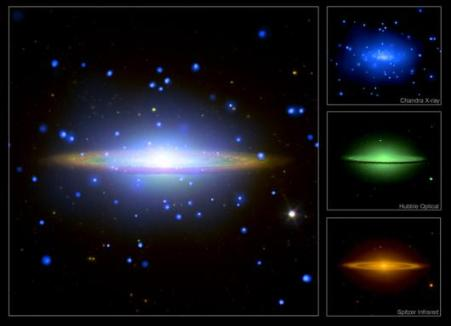 Chandra X-ray
Hubble Optical
Spitzer Infrared